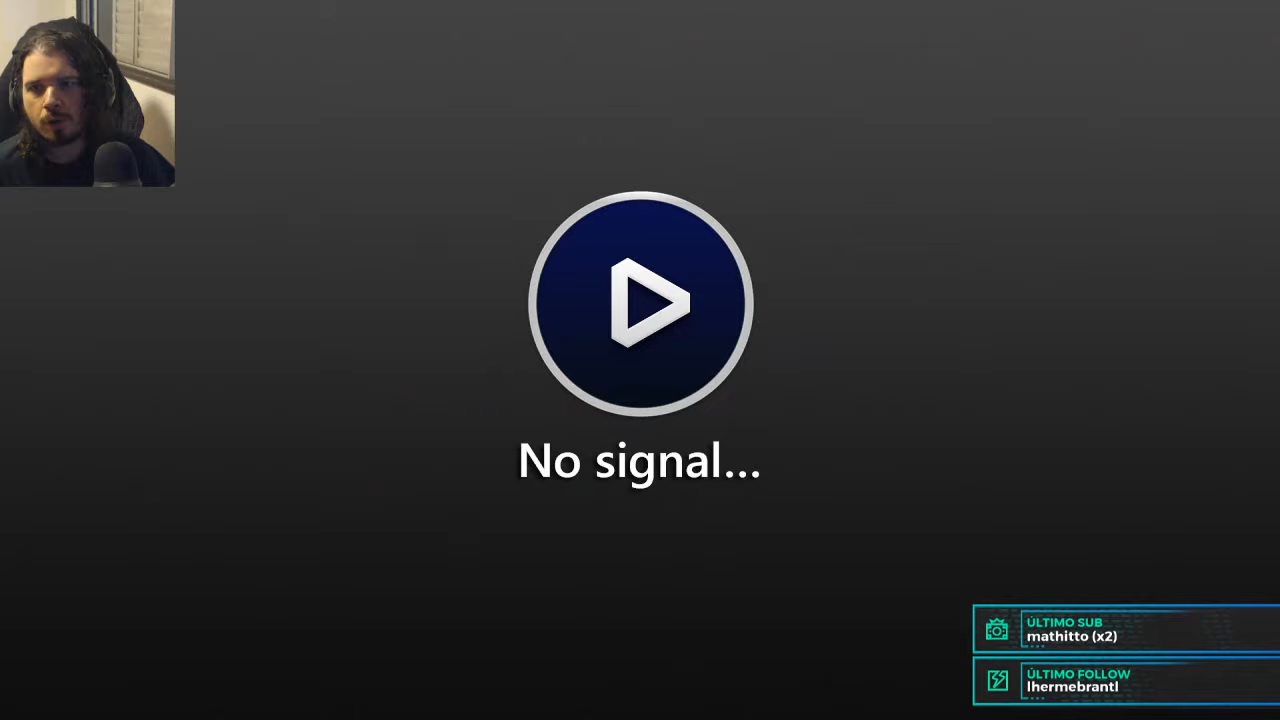 No signal...
ÚLTIMO SUB
mathitto (x2)
ÚLTIMO FOLLOW
lhermebrantl